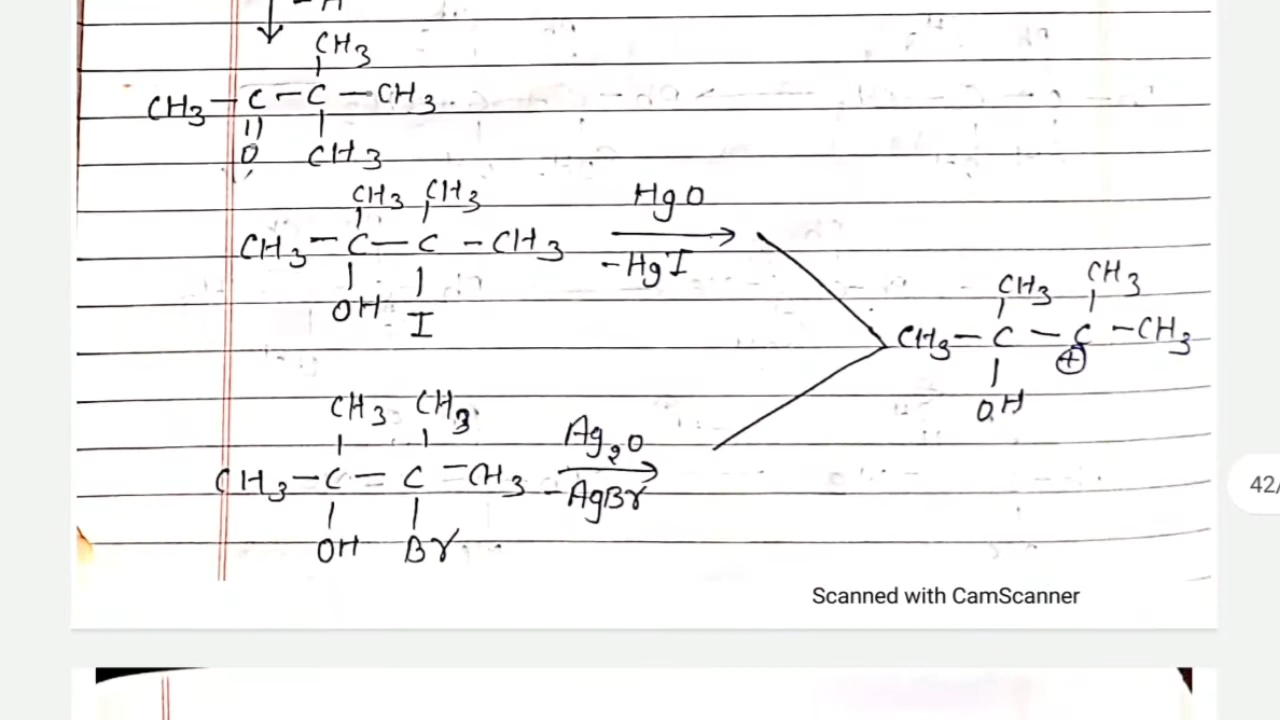 - H
CH3
CH3 - C - C - CH3
||
O CH3
CH3 CH3
CH3 - C - C - CH3
OH I
HgO
- HgI
CH3 CH3
CH3 - C - C - CH3
⊕
OH
CH3 CH3
CH3 - C = C - CH3
OH Br
Ag2O
- AgBr
42/
Scanned with CamScanner